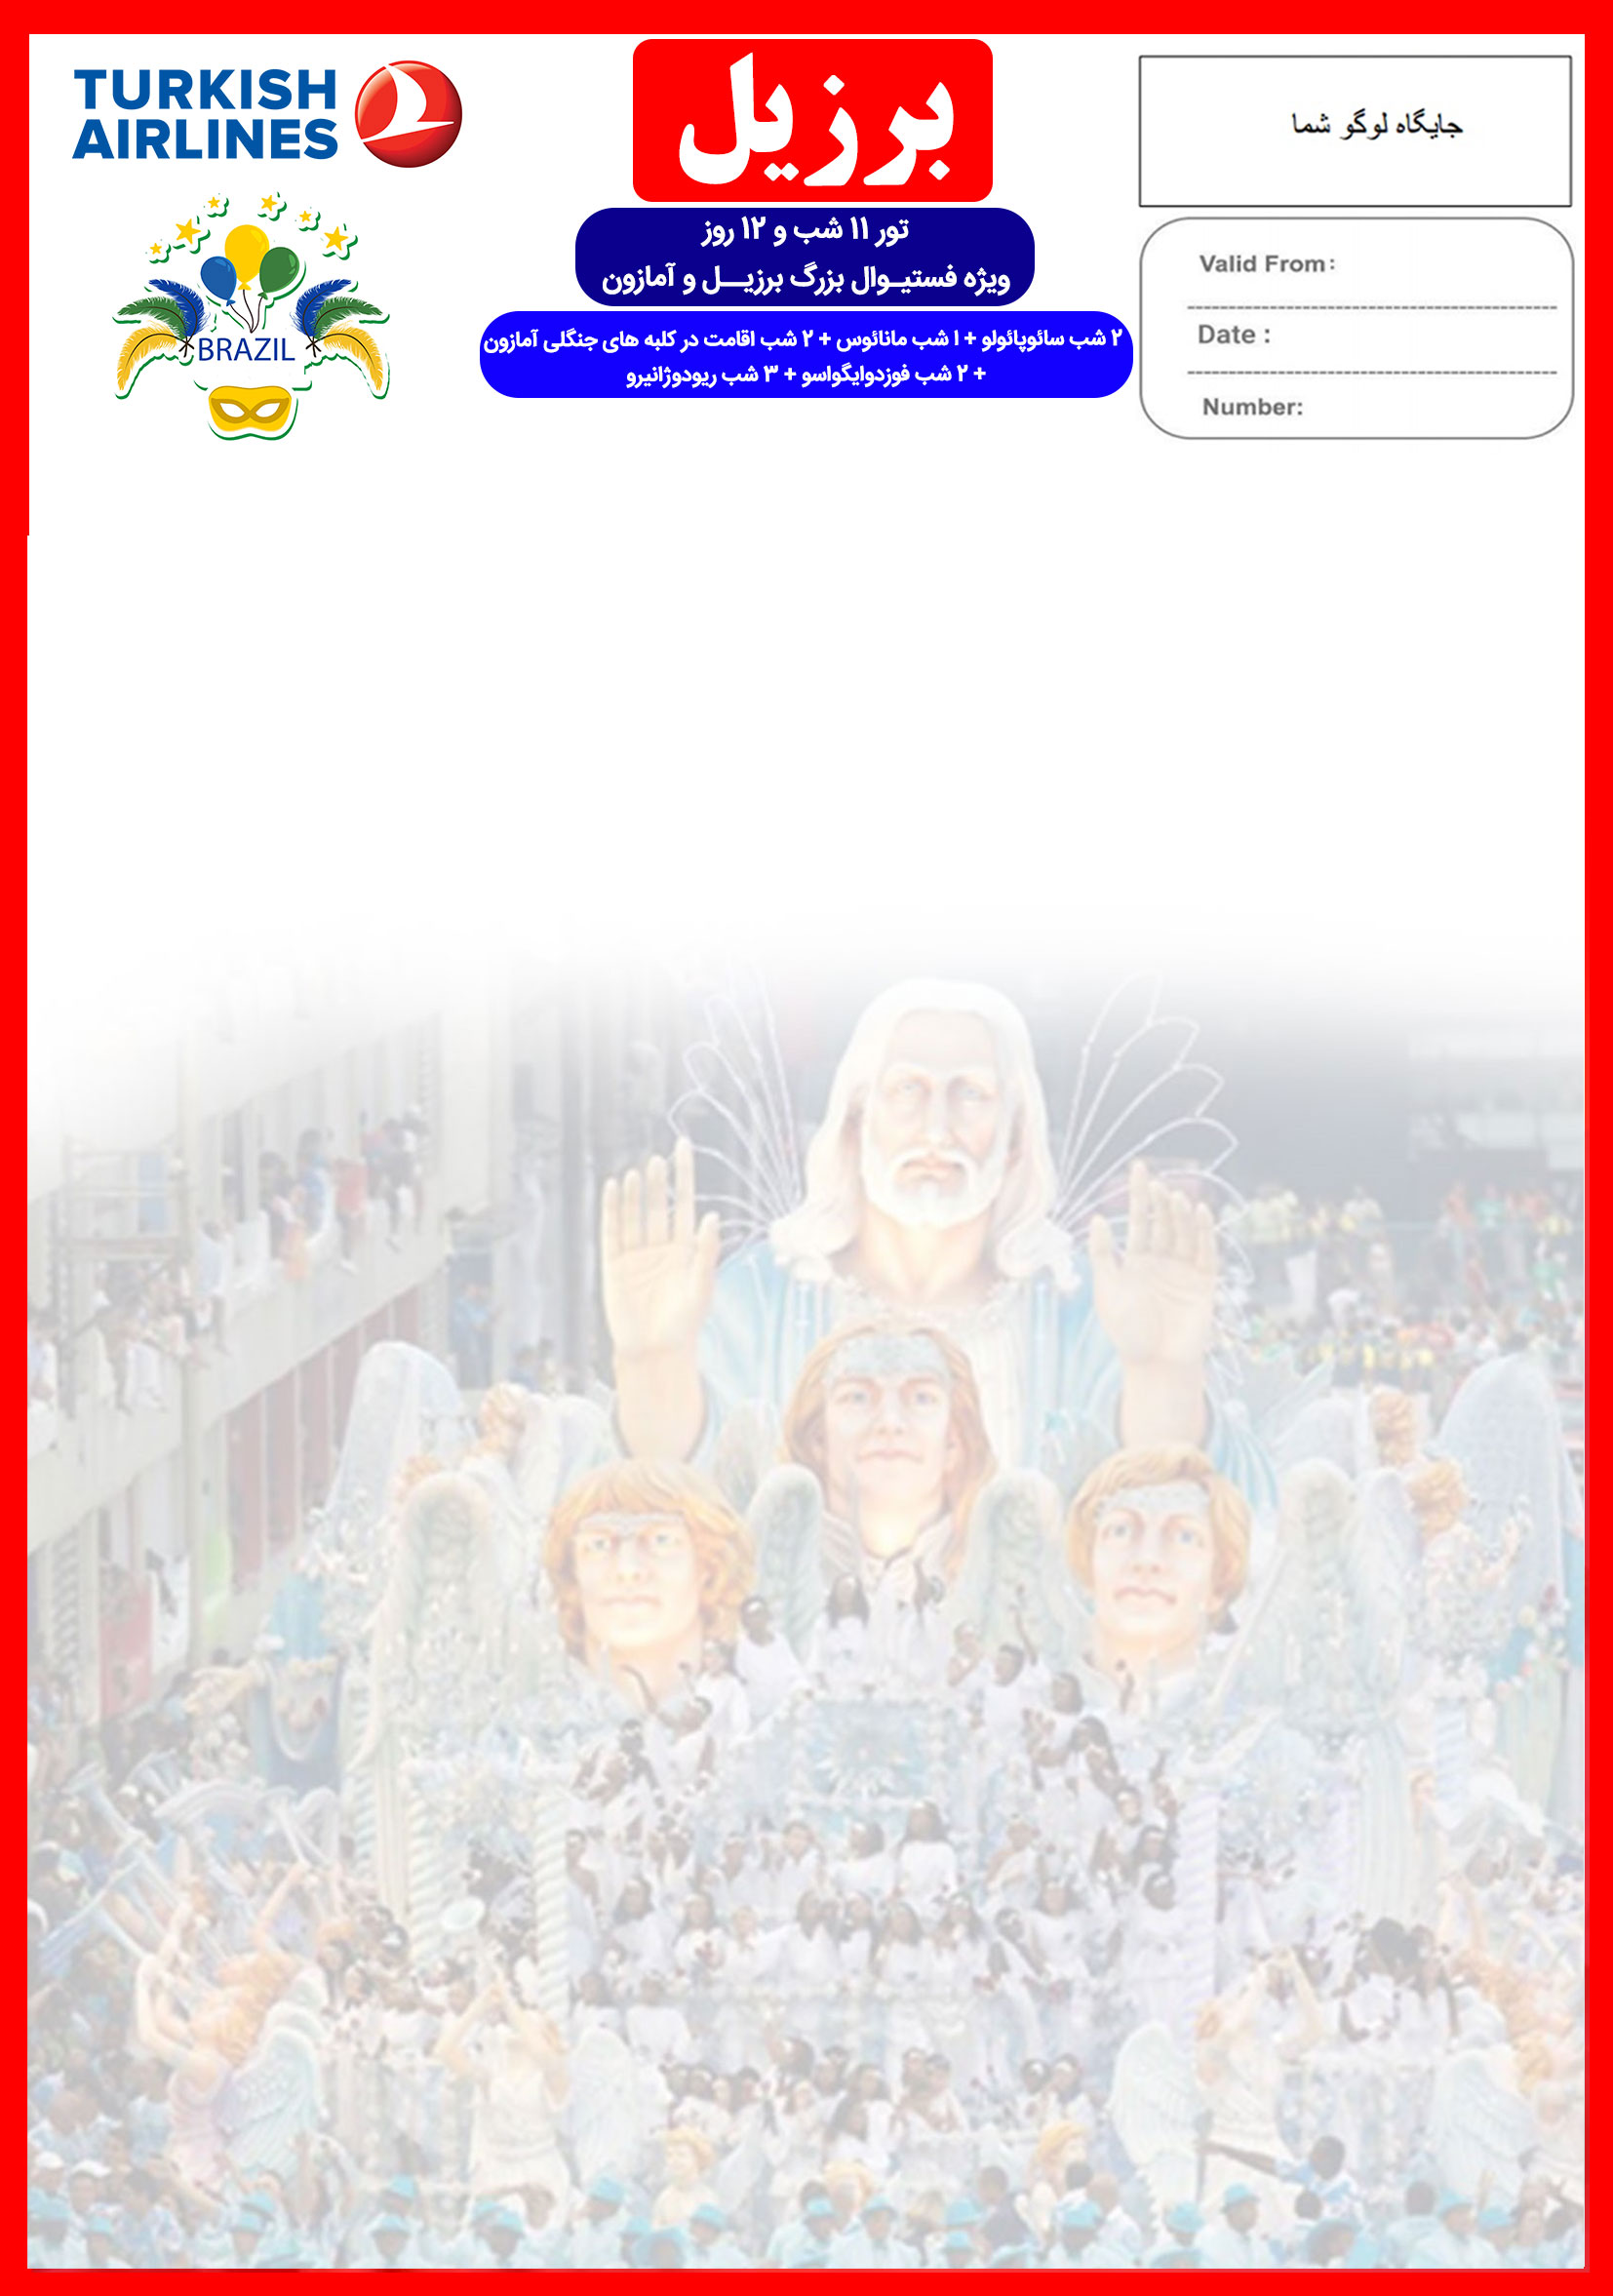 TURKISH
AIRLINES
BRAZIL
برزیل
تور ۱۱ شب و ۱۲ روز
ویژه فستیـوال بزرگ برزیــل و آمازون
۲ شب سائوپائولو + ۱ شب مانائوس + ۲ شب اقامت در کلبه های جنگلی آمازون
+ ۲ شب فوزدوایگواسو + ۳ شب ریودوژانیرو
جایگاه لوگو شما
Valid From:
Date :
Number: